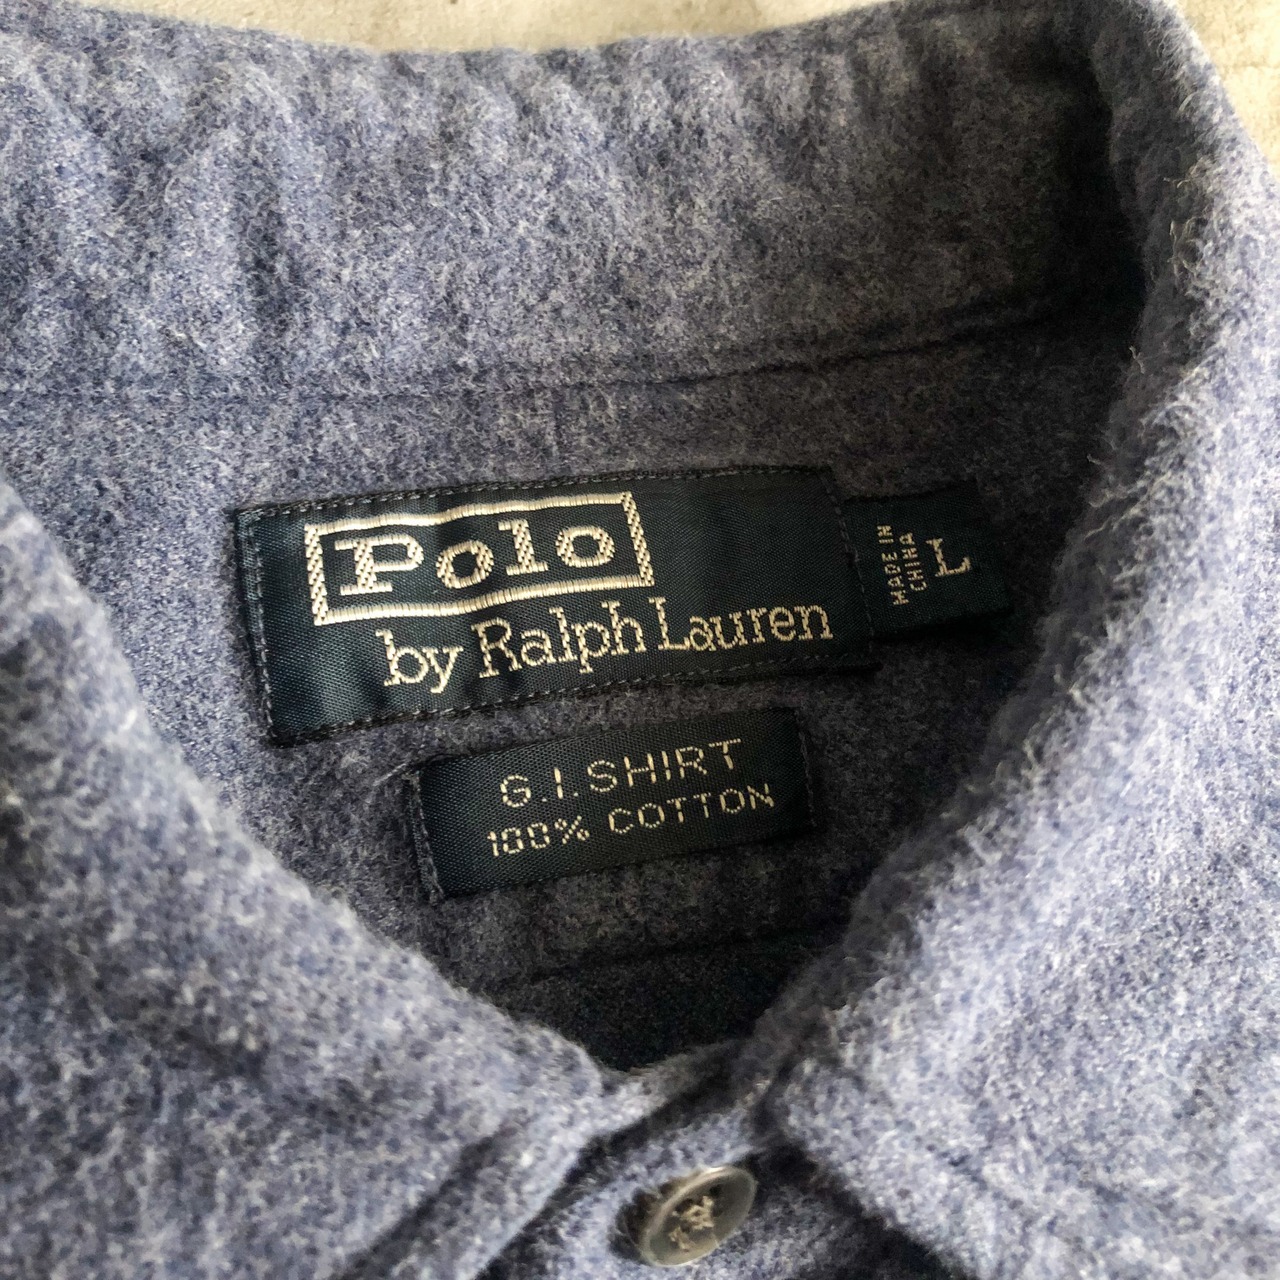 Polo
by Ralph Lauren
MADE IN
CHINA
L
G.I.SHIRT
100% COTTON